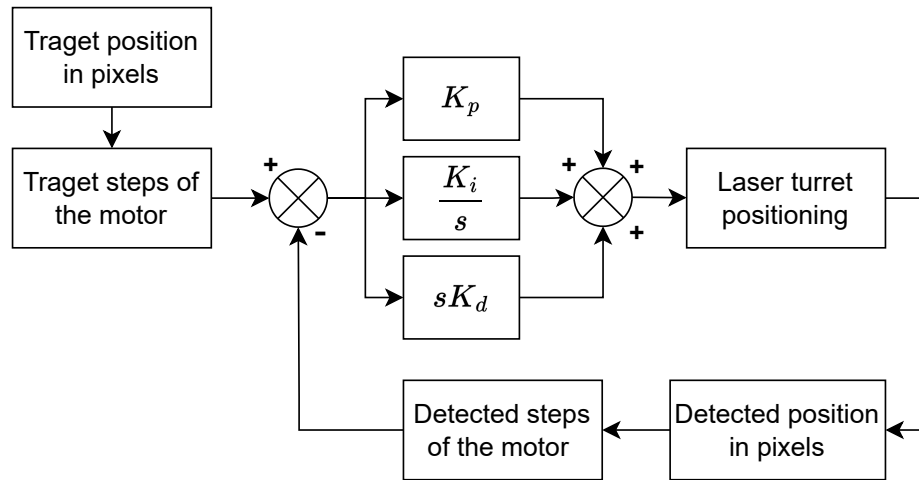 Traget position
in pixels
Traget steps of
the motor
+
-
K_p
K_i
s
sK_d
+
+
+
Laser turret
positioning
Detected steps
of the motor
Detected position
in pixels